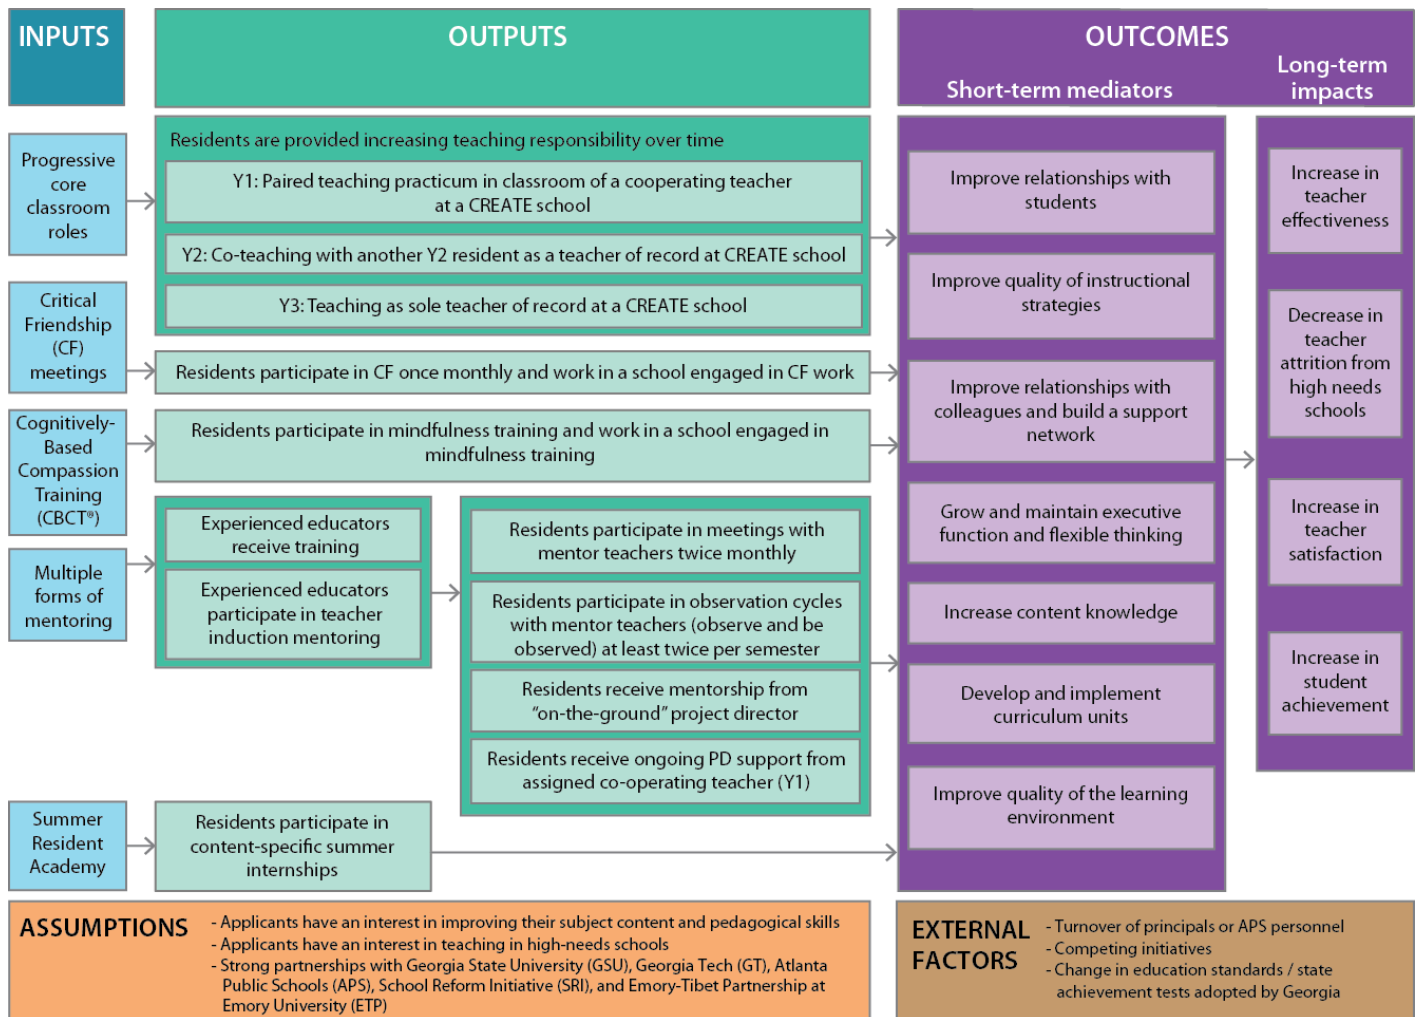 INPUTS
OUTPUTS
OUTCOMES
Short-term mediators
Long-term
impacts
Progressive
core
classroom
roles
Residents are provided increasing teaching responsibility over time
Y1: Paired teaching practicum in classroom of a cooperating teacher
at a CREATE school
Y2: Co-teaching with another Y2 resident as a teacher of record at CREATE school
Y3: Teaching as sole teacher of record at a CREATE school
Critical
Friendship
(CF)
meetings
Residents participate in CF once monthly and work in a school engaged in CF work
Cognitively-
Based
Compassion
Training
(CBCT®)
Residents participate in mindfulness training and work in a school engaged in
mindfulness training
Multiple
forms of
mentoring
Experienced educators
receive training
Experienced educators
participate in teacher
induction mentoring
Residents participate in meetings with
mentor teachers twice monthly
Residents participate in observation cycles
with mentor teachers (observe and be
observed) at least twice per semester
Residents receive mentorship from
“on-the-ground” project director
Residents receive ongoing PD support from
assigned co-operating teacher (Y1)
Summer
Resident
Academy
Residents participate in
content-specific summer
internships
Improve relationships with
students
Improve quality of instructional
strategies
Improve relationships with
colleagues and build a support
network
Grow and maintain executive
function and flexible thinking
Increase content knowledge
Develop and implement
curriculum units
Improve quality of the learning
environment
Increase in
teacher
effectiveness
Decrease in
teacher
attrition from
high needs
schools
Increase in
teacher
satisfaction
Increase in
student
achievement
ASSUMPTIONS
- Applicants have an interest in improving their subject content and pedagogical skills
- Applicants have an interest in teaching in high-needs schools
- Strong partnerships with Georgia State University (GSU), Georgia Tech (GT), Atlanta
Public Schools (APS), School Reform Initiative (SRI), and Emory-Tibet Partnership at
Emory University (ETP)
EXTERNAL
FACTORS
- Turnover of principals or APS personnel
- Competing initiatives
- Change in education standards / state
achievement tests adopted by Georgia